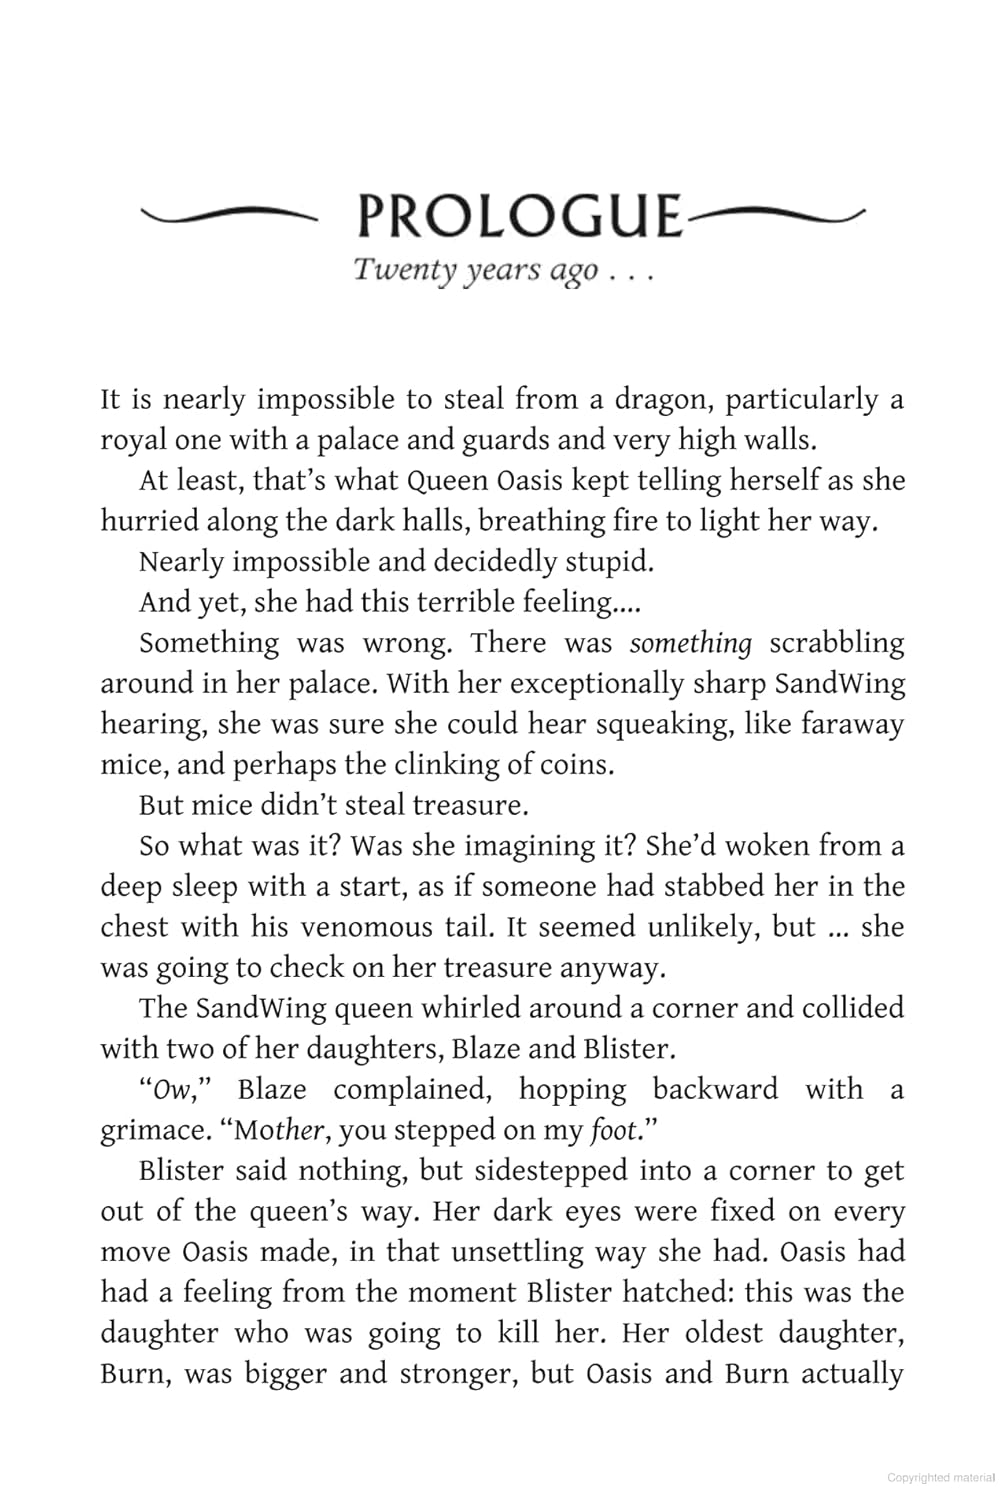 PROLOGUE
Twenty years ago . . .
It is nearly impossible to steal from a dragon, particularly a
royal one with a palace and guards and very high walls.
At least, that’s what Queen Oasis kept telling herself as she
hurried along the dark halls, breathing fire to light her way.
Nearly impossible and decidedly stupid.
And yet, she had this terrible feeling....
Something was wrong. There was something scrabbling
around in her palace. With her exceptionally sharp SandWing
hearing, she was sure she could hear squeaking, like faraway
mice, and perhaps the clinking of coins.
But mice didn’t steal treasure.
So what was it? Was she imagining it? She’d woken from a
deep sleep with a start, as if someone had stabbed her in the
chest with his venomous tail. It seemed unlikely, but ... she
was going to check on her treasure anyway.
The SandWing queen whirled around a corner and collided
with two of her daughters, Blaze and Blister.
“Ow,” Blaze complained, hopping backward with a
grimace. “Mother, you stepped on my foot.”
Blister said nothing, but sidestepped into a corner to get
out of the queen’s way. Her dark eyes were fixed on every
move Oasis made, in that unsettling way she had. Oasis had
had a feeling from the moment Blister hatched: this was the
daughter who was going to kill her. Her oldest daughter,
Burn, was bigger and stronger, but Oasis and Burn actually
Copyrighted material